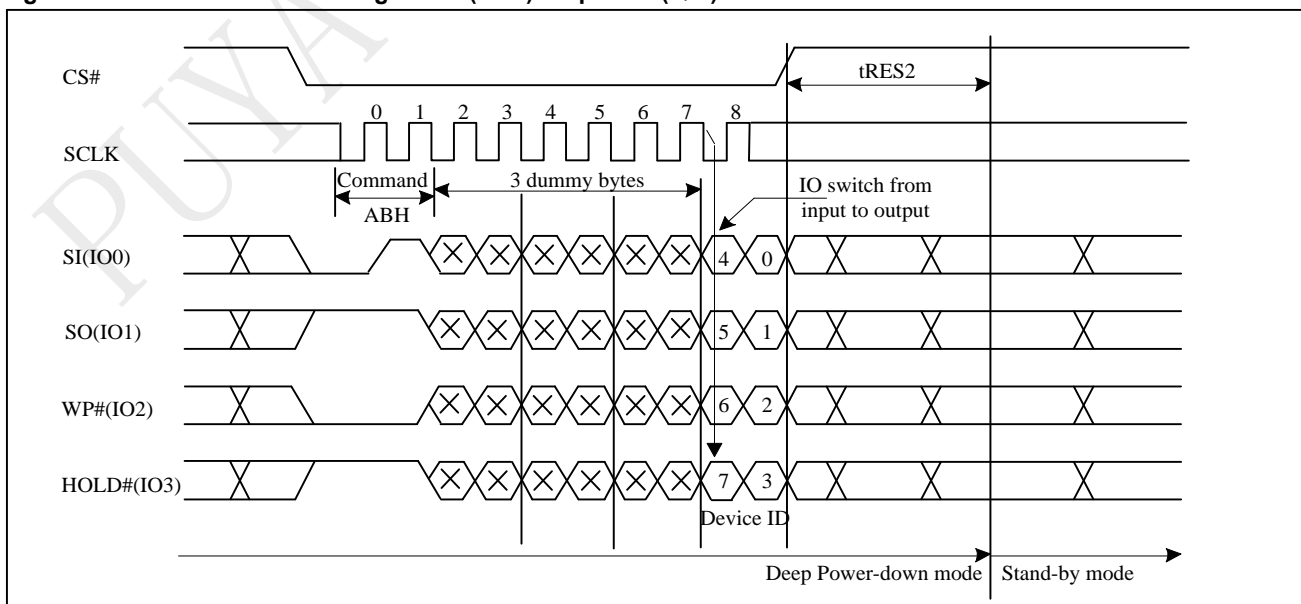 PUYA
CS#
tRES2
0 1 2 3 4 5 6 7 8
SCLK
Command
3 dummy bytes
IO switch from
input to output
ABH
SI(IO0)
4 0
SO(IO1)
5 1
WP#(IO2)
6 2
HOLD#(IO3)
7 3
Device ID
Deep Power-down mode
Stand-by mode